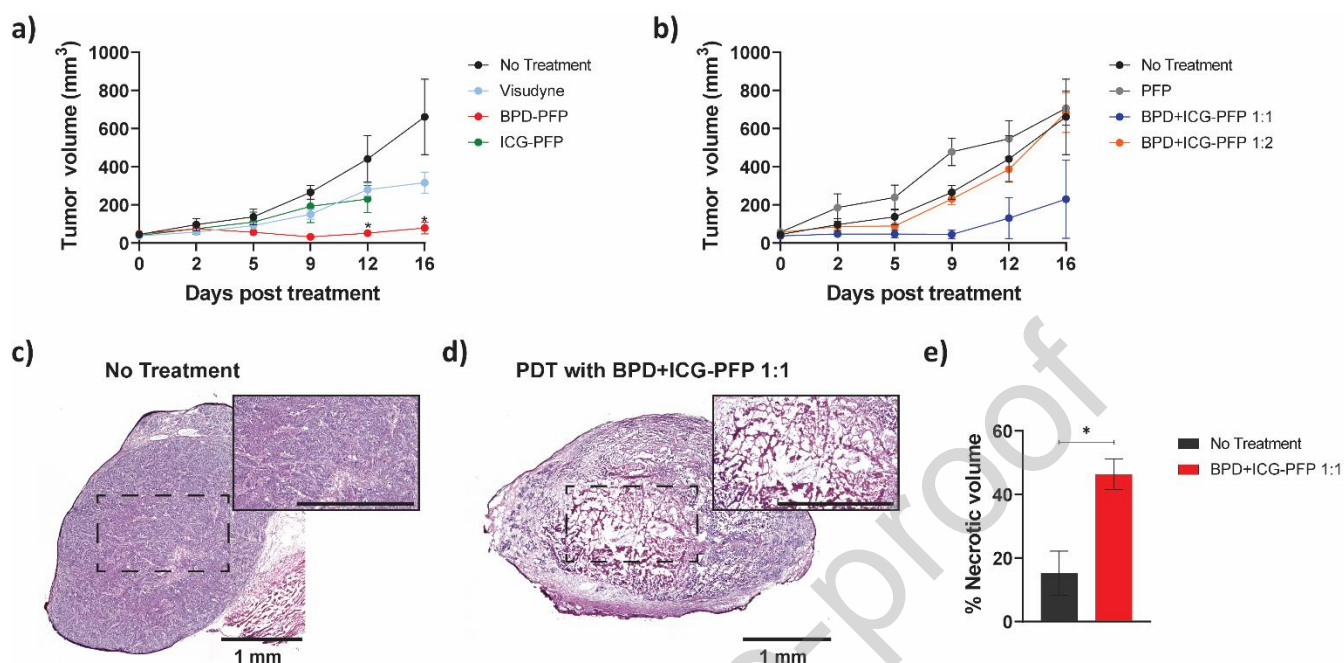 a)
1000
800
600
400
200
0
Tumor volume (mm³)
0 2 5 9 12 16
Days post treatment
* *
No Treatment
Visudyne
BPD-PFP
ICG-PFP
b)
1000
800
600
400
200
0
Tumor volume (mm³)
0 2 5 9 12 16
Days post treatment
No Treatment
PFP
BPD+ICG-PFP 1:1
BPD+ICG-PFP 1:2
c)
No Treatment
1 mm
d)
PDT with BPD+ICG-PFP 1:1
1 mm
e)
60
40
20
0
% Necrotic volume
*
No Treatment
BPD+ICG-PFP 1:1
-proof